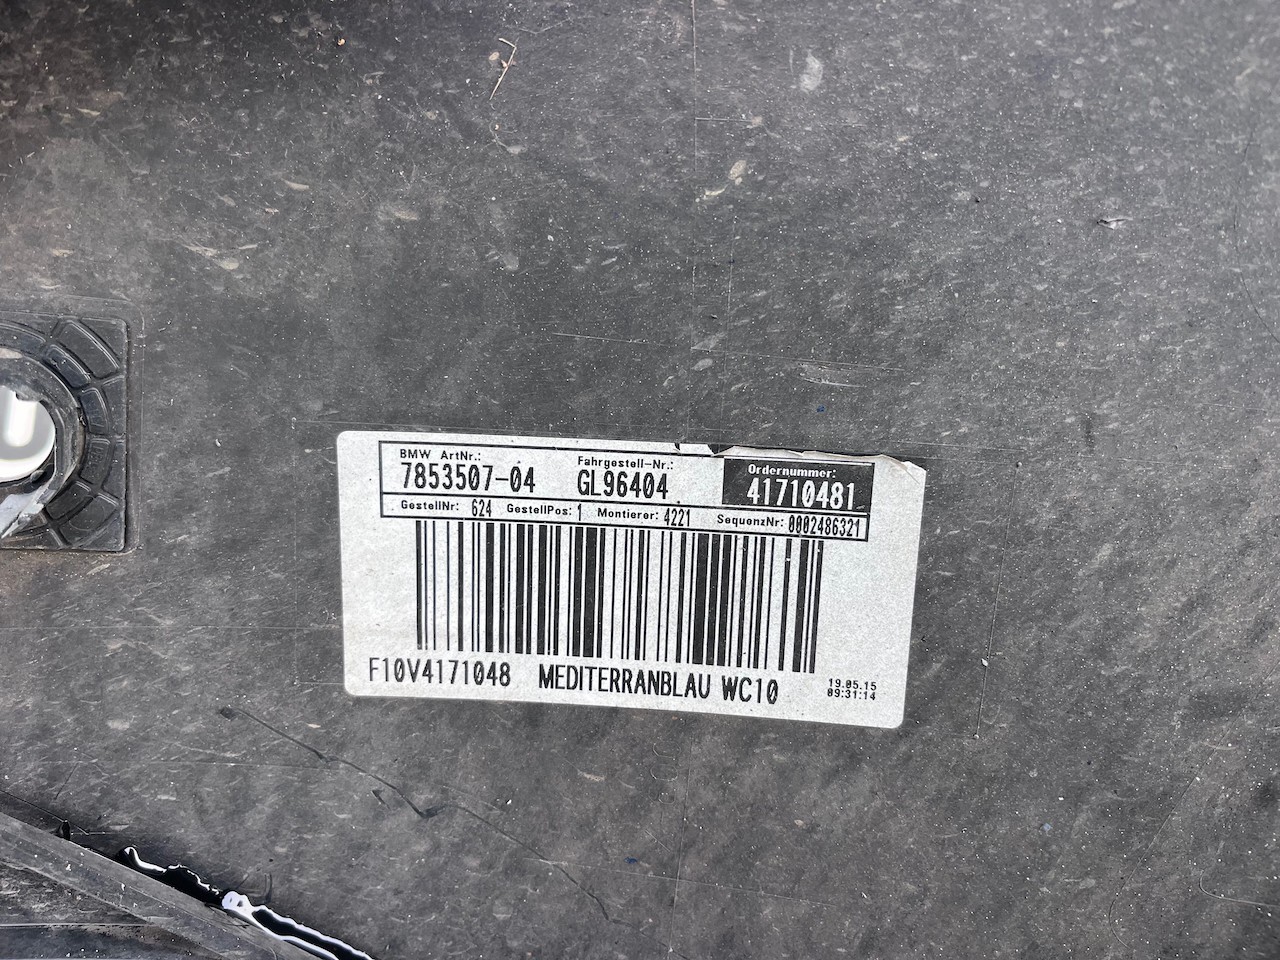 BMW ArtNr.: Fahrgestell-Nr.: Ordernummer:
7853507-04 GL96404 41710481
GestellNr: 624 GestellPos: 1 Montierer: 4221 SequenzNr: 0002486321
F10V4171048 MEDITERRANBLAU WC10
19.05.15
09:31:14